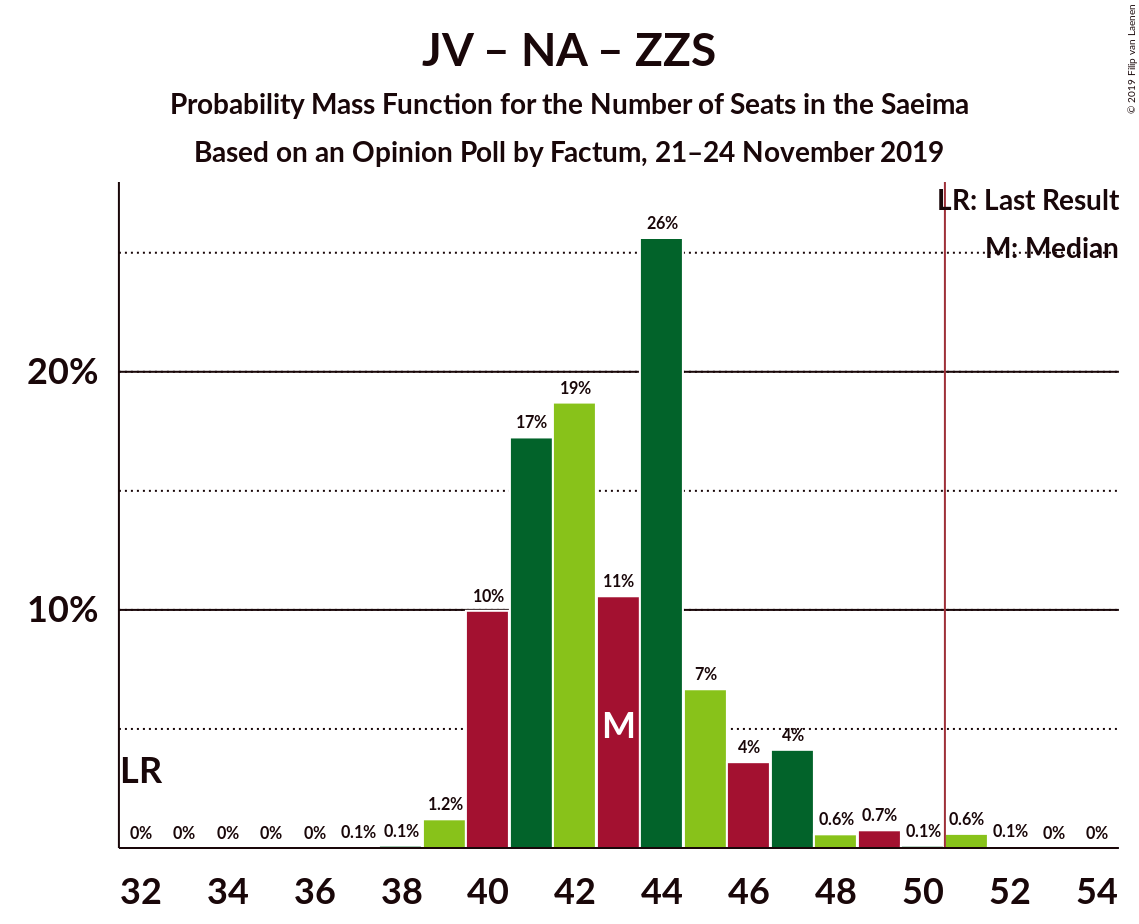 JV – NA – ZZS
Probability Mass Function for the Number of Seats in the Saeima
Based on an Opinion Poll by Factum, 21–24 November 2019
© 2019 Filip van Laenen
LR: Last Result
M: Median
20%
10%
LR
M
0% 0% 0% 0% 0% 0.1% 0.1% 1.2% 10% 17% 19% 11% 26% 7% 4% 4% 0.6% 0.7% 0.1% 0.6% 0.1% 0% 0%
32 34 36 38 40 42 44 46 48 50 52 54